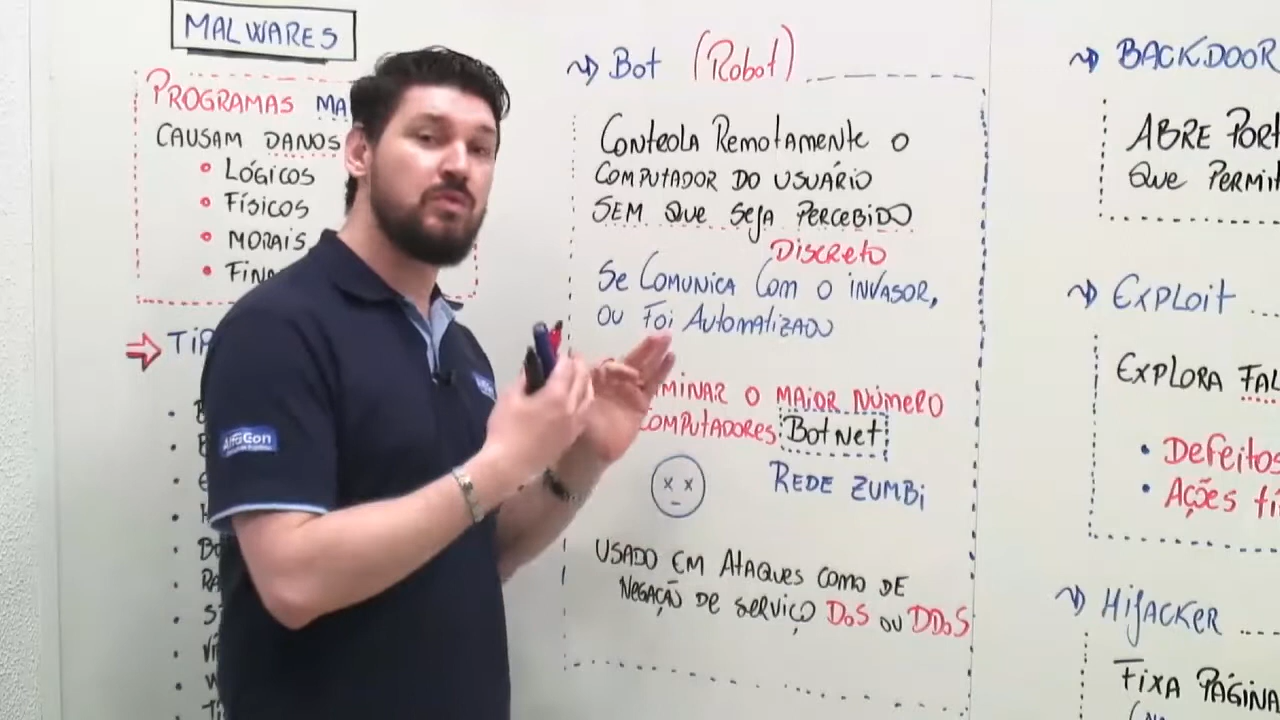 MALWARES
PROGRAMAS MA
CAUSAM DANOS
• LÓGICOS
• FÍSICOS
• MORAIS
AlfaCon
~> Bot (Robot)
CONTROLA REMOTAMENTE O
COMPUTADOR DO USUÁRIO
SEM QUE SEJA PERCEBIDO
DISCRETO
SE COMUNICA COM O INVASOR,
OU FOI AUTOMATIZADO
MINAR O MAIOR NÚMERO
COMPUTADORES BotNet
REDE ZUMBI
USADO EM ATAQUES COMO DE
NEGAÇÃO DE SERVIÇO DoS OU DDoS
~> BACKDOOR
ABRE PORT
QUE PERMIT
~> EXPLOIT
EXPLORA FAL
• Defeitos
• AÇÕES
~> HIJACKER
FIXA PÁGINA